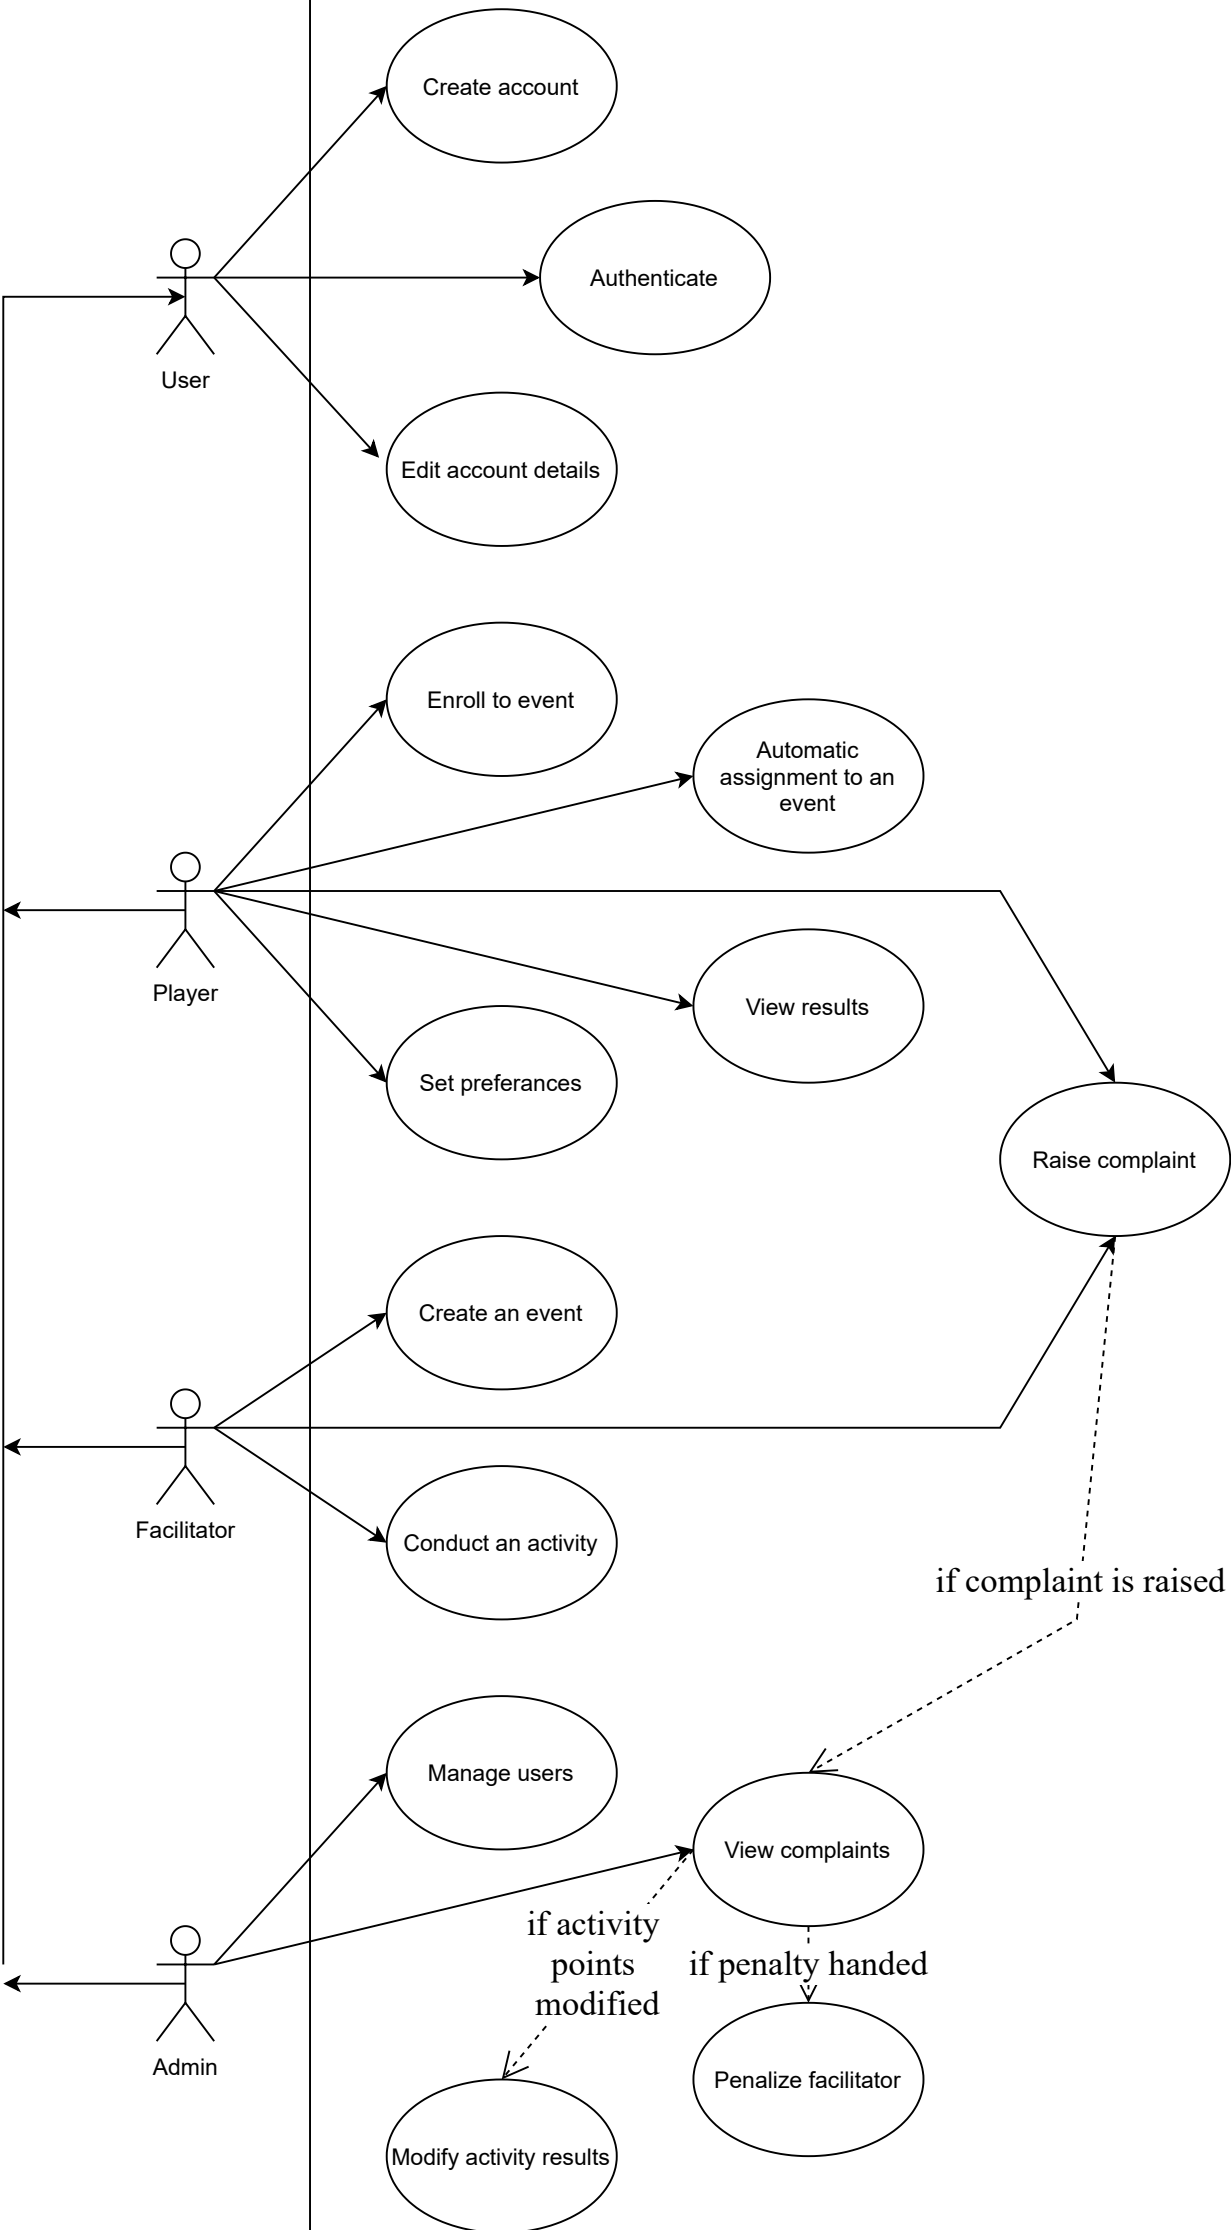 Create account
Authenticate
User
Edit account details
Enroll to event
Automatic
assignment to an
event
Player
View results
Set preferances
Raise complaint
Create an event
Facilitator
Conduct an activity
if complaint is raised
Manage users
View complaints
if activity
points
modified
if penalty handed
Admin
Penalize facilitator
Modify activity results